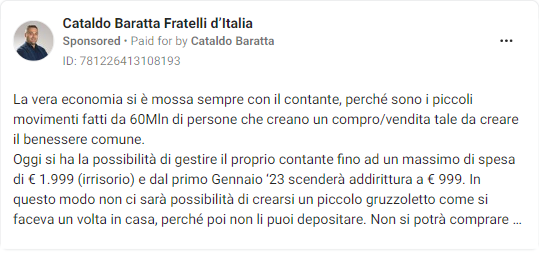 Cataldo Baratta Fratelli d'Italia
Sponsored • Paid for by Cataldo Baratta
ID: 781226413108193
La vera economia si è mossa sempre con il contante, perché sono i piccoli
movimenti fatti da 60Mln di persone che creano un compro/vendita tale da creare
il benessere comune.
Oggi si ha la possibilità di gestire il proprio contante fino ad un massimo di spesa
di € 1.999 (irrisorio) e dal primo Gennaio '23 scenderà addirittura a € 999. In
questo modo non ci sarà possibilità di crearsi un piccolo gruzzoletto come si
faceva un volta in casa, perché poi non li puoi depositare. Non si potrà comprare ...